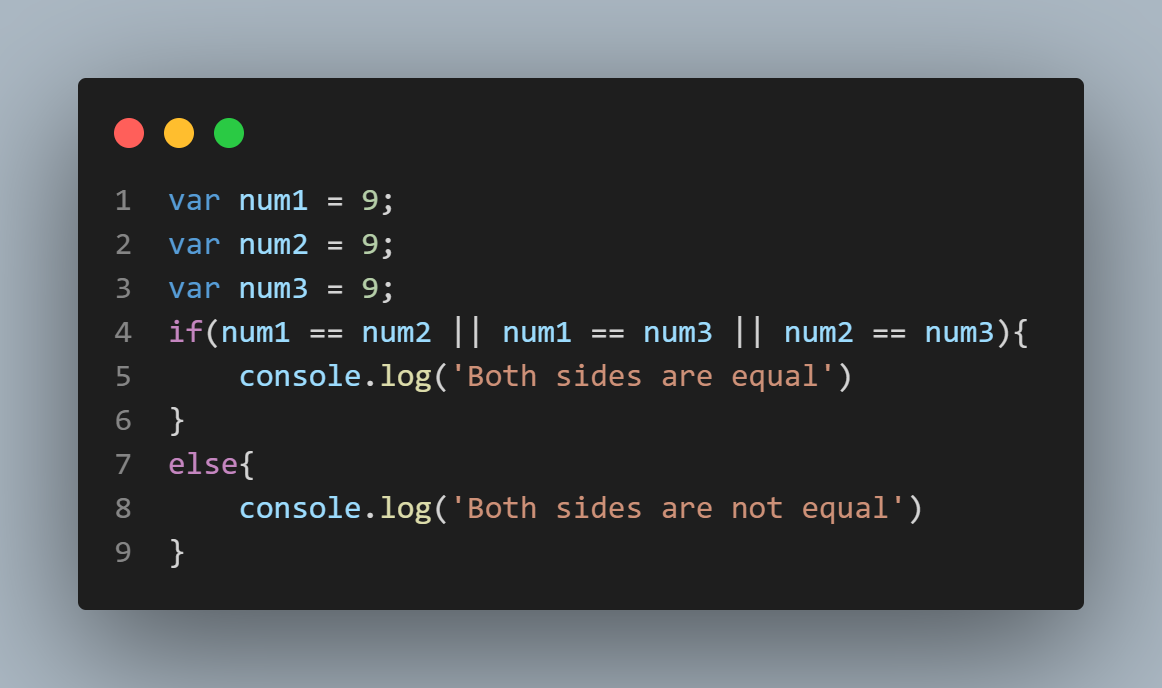 1 var num1 = 9;
2 var num2 = 9;
3 var num3 = 9;
4 if(num1 == num2 || num1 == num3 || num2 == num3){
5     console.log('Both sides are equal')
6 }
7 else{
8     console.log('Both sides are not equal')
9 }